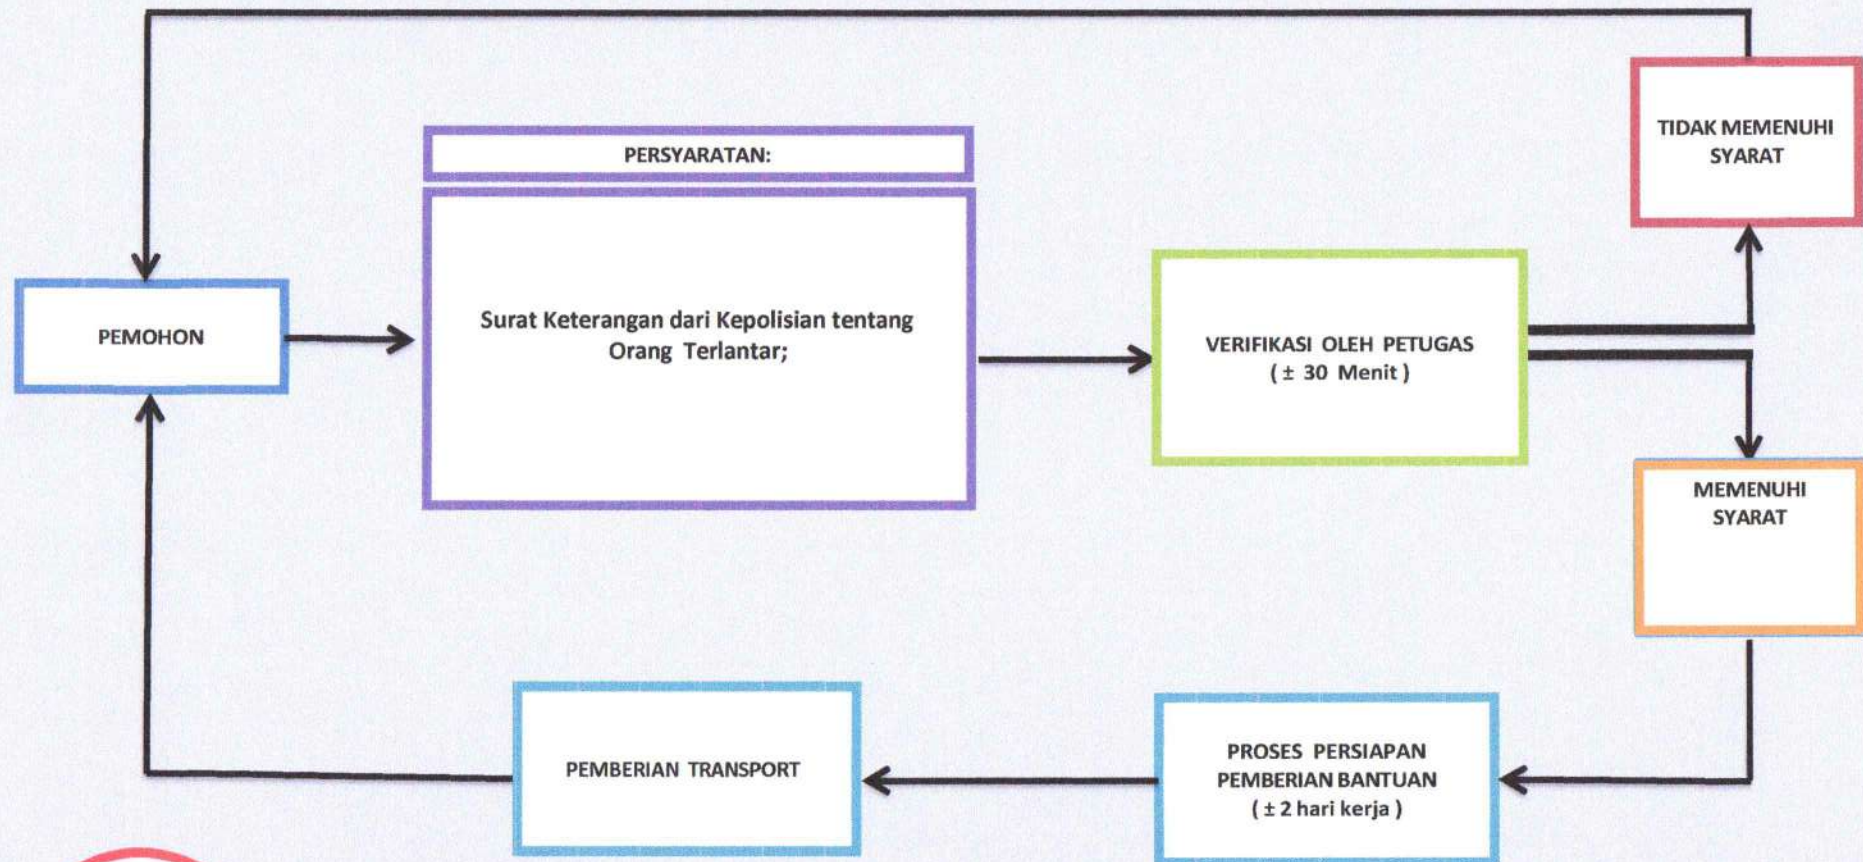 TIDAK MEMENUHI
SYARAT
PERSYARATAN:
PEMOHON
Surat Keterangan dari Kepolisian tentang
Orang Terlantar;
VERIFIKASI OLEH PETUGAS
( ± 30 Menit )
MEMENUHI
SYARAT
PROSES PERSIAPAN
PEMBERIAN BANTUAN
( ± 2 hari kerja )
PEMBERIAN TRANSPORT